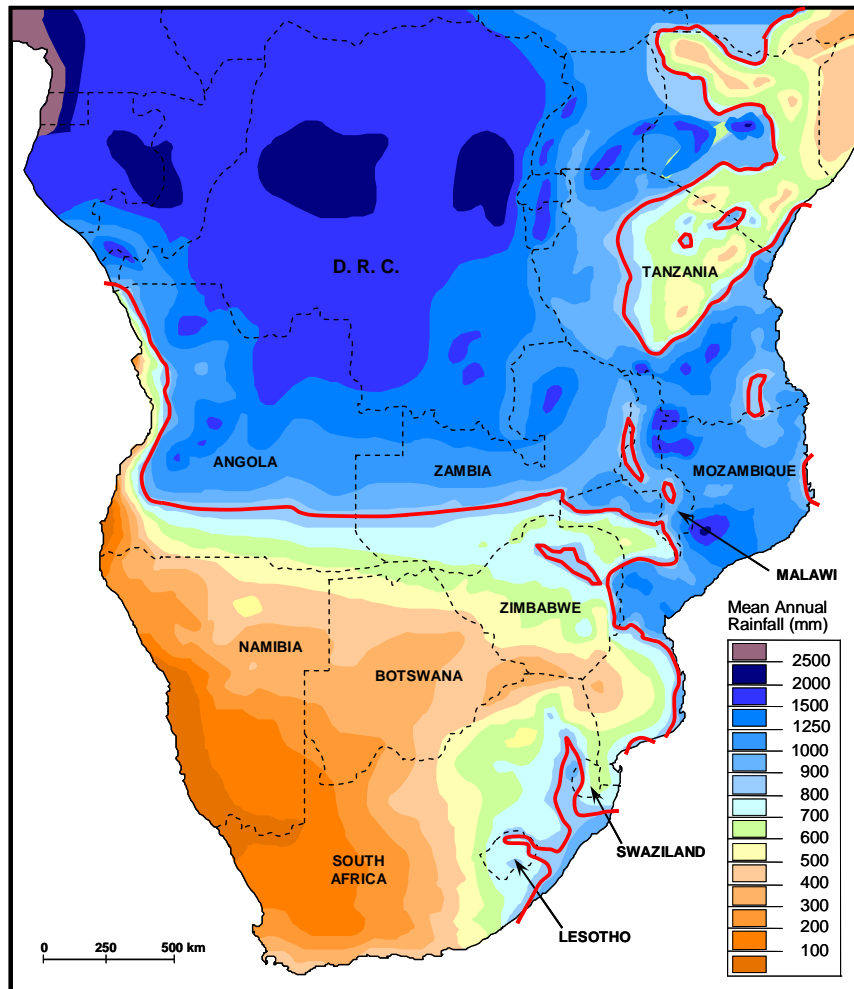 D. R. C.
TANZANIA
ANGOLA
ZAMBIA
MOZAMBIQUE
MALAWI
ZIMBABWE
NAMIBIA
BOTSWANA
SWAZILAND
SOUTH
AFRICA
LESOTHO
0 250 500 km
Mean Annual
Rainfall (mm)
2500
2000
1500
1250
1000
900
800
700
600
500
400
300
200
100